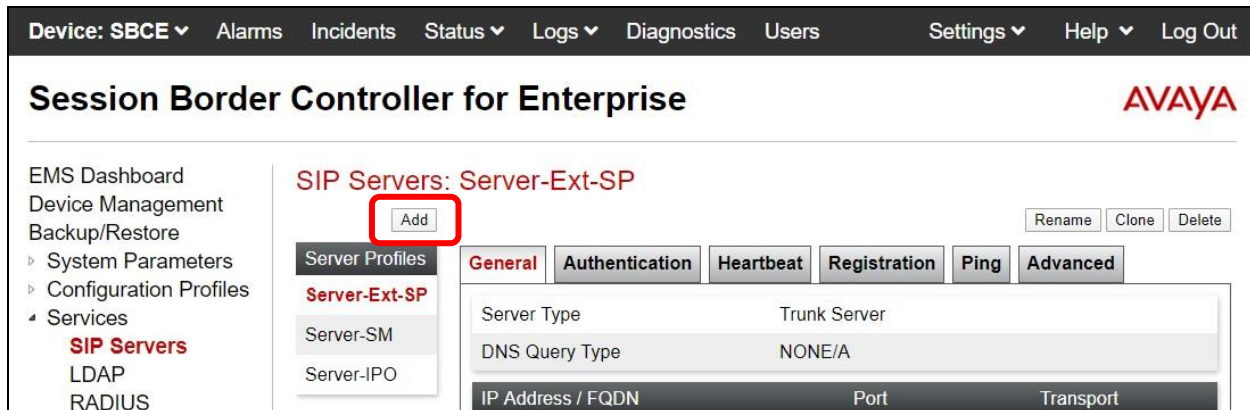 Device: SBCE Alarms Incidents Status Logs Diagnostics Users Settings Help Log Out
Session Border Controller for Enterprise
AVAYA
EMS Dashboard
Device Management
Backup/Restore
System Parameters
Configuration Profiles
Services
SIP Servers
LDAP
RADIUS
SIP Servers: Server-Ext-SP
Add
Rename Clone Delete
Server Profiles
Server-Ext-SP
Server-SM
Server-IPO
General Authentication Heartbeat Registration Ping Advanced
Server Type Trunk Server
DNS Query Type NONE/A
IP Address / FQDN Port Transport